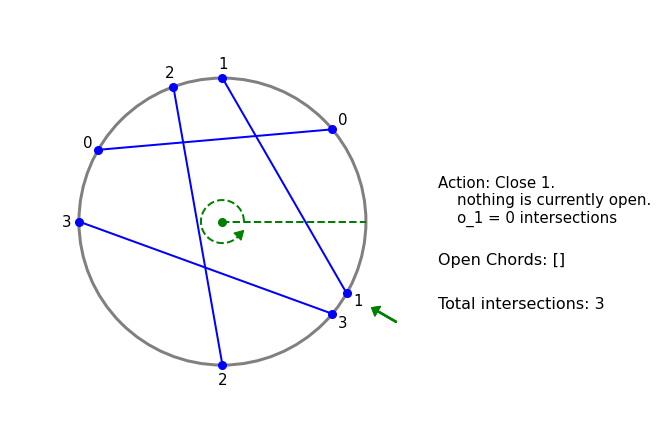 1
2
0
0
3
1
3
2
Action: Close 1.
nothing is currently open.
o_1 = 0 intersections
Open Chords: []
Total intersections: 3